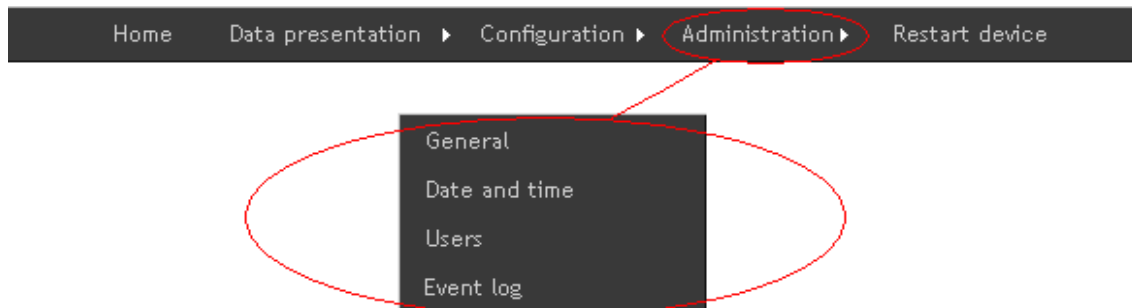 Home Data presentation Configuration Administration Restart device
General
Date and time
Users
Event log